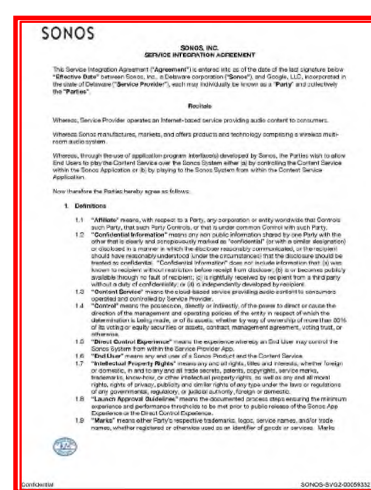 SONOS
SONOS, INC.
SERVICE INTEGRATION AGREEMENT
This Service Integration Agreement ("Agreement") is entered into as of the date of the last signature below
"Effective Date" between Sonos, Inc., a Delaware corporation ("Sonos"), and Google, LLC, incorporated in
the state of Delaware ("Service Provider"), each may individually be known as a "Party" and collectively
the "Parties".
Recitals
Whereas, Service Provider operates an Internet-based service providing audio content to consumers.
Whereas Sonos manufactures, markets, and offers products and technology comprising a wireless multi-
room audio system.
Whereas, through the use of application program interface(s) developed by Sonos, the Parties wish to allow
End Users to play the Content Service over the Sonos System either (a) by controlling the Content Service
within the Sonos Application or (b) by playing to the Sonos System from within the Content Service
Application.
Now therefore the Parties hereby agree as follows:
1. Definitions
1.1 "Affiliate" means, with respect to a Party, any corporation or entity worldwide that Controls
such Party, that such Party Controls, or that is under common Control with such Party.
1.2 "Confidential Information" means any non public information shared by one Party with the
other that is clearly and conspicuously marked as "confidential" (or with a similar designation)
or disclosed in a manner in which the discloser reasonably communicated, or the recipient
should have reasonably understood (under the circumstances) that the disclosure should be
treated as confidential. "Confidential Information" does not include information that (a) was
known to recipient without restriction before receipt from discloser; (b) is or becomes publicly
available through no fault of recipient; (c) is rightfully received by recipient from a third party
without a duty of confidentiality; or (d) is independently developed by recipient.
1.3 "Content Service" means the cloud-based service providing audio content to consumers
operated and controlled by Service Provider.
1.4 "Control" means the possession, directly or indirectly, of the power to direct or cause the
direction of the management and operating policies of the entity in respect of which the
determination is being made, or of its assets, whether by way of ownership of more than 50%
of its voting or equity securities or assets, contract, management agreement, voting trust, or
otherwise.
1.5 "Direct Control Experience" means the experience whereby an End User may control the
Sonos System from within the Service Provider App.
1.6 "End User" means any end user of a Sonos Product and the Content Service.
1.7 "Intellectual Property Rights" means any and all rights, titles and interests, whether foreign
or domestic, in and to any and all trade secrets, patents, copyrights, service marks,
trademarks, know-how, or other intellectual property rights, as well as any and all moral
rights, rights of privacy, publicity and similar rights of any type under the laws or regulations
of any governmental, regulatory, or judicial authority, foreign or domestic.
1.8 "Launch Approval Guidelines" means the documented process steps ensuring the minimum
experience and performance thresholds to be met prior to public release of the Sonos App
Experience or the Direct Control Experience.
1.9 "Marks" means either Party's respective trademarks, logos, service names, and/or trade
names, whether registered or otherwise used as an identifier of goods or services. Marks
Confidential
SONOS-SVG2-00059332